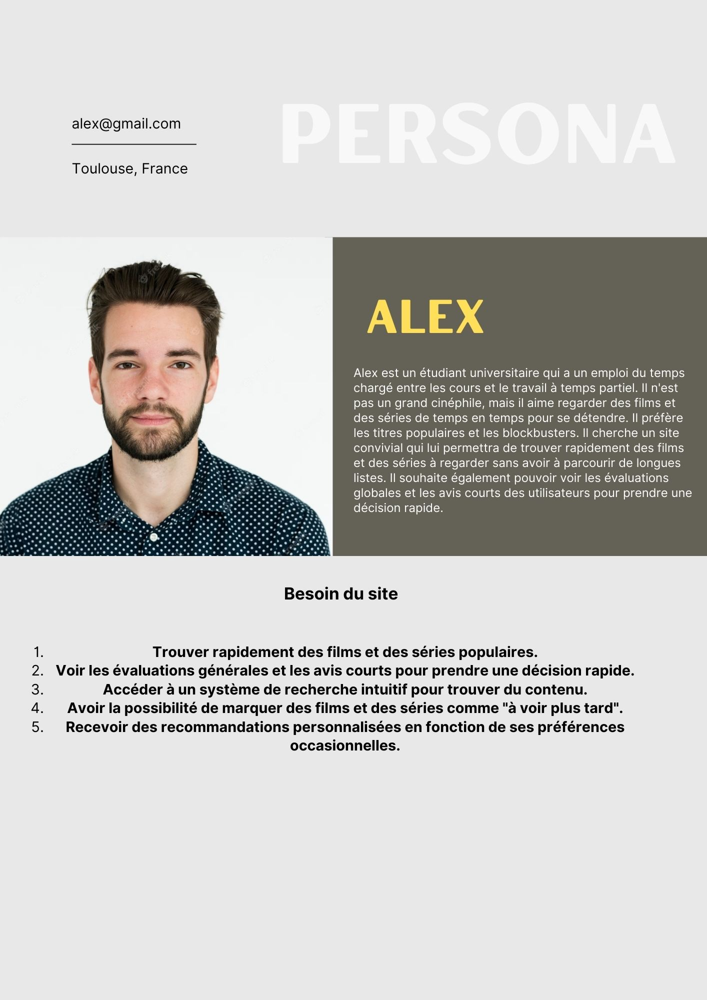 alex@gmail.com
Toulouse, France
PERSONA
ALEX
Alex est un étudiant universitaire qui a un emploi du temps
chargé entre les cours et le travail à temps partiel. Il n'est
pas un grand cinéphile, mais il aime regarder des films et
des séries de temps en temps pour se détendre. Il préfère
les titres populaires et les blockbusters. Il cherche un site
convivial qui lui permettra de trouver rapidement des films
et des séries à regarder sans avoir à parcourir de longues
listes. Il souhaite également pouvoir voir les évaluations
globales et les avis courts des utilisateurs pour prendre une
décision rapide.
Besoin du site
1. Trouver rapidement des films et des séries populaires.
2. Voir les évaluations générales et les avis courts pour prendre une décision rapide.
3. Accéder à un système de recherche intuitif pour trouver du contenu.
4. Avoir la possibilité de marquer des films et des séries comme "à voir plus tard".
5. Recevoir des recommandations personnalisées en fonction de ses préférences
occasionnelles.